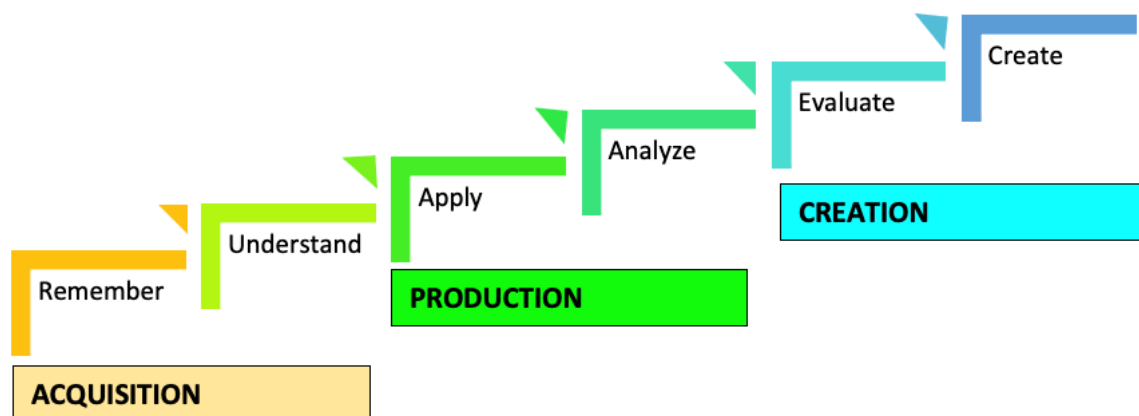 Create
Evaluate
Analyze
Apply
CREATION
Understand
Remember
PRODUCTION
ACQUISITION